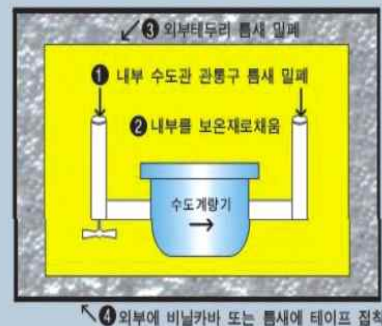 ❸ 외부테두리 틈새 밀폐
❶ 내부 수도관 관통구 틈새 밀폐
❷ 내부를 보온재로채움
수도계량기
❹ 외부에 비닐카바 또는 틈새에 테이프 접착